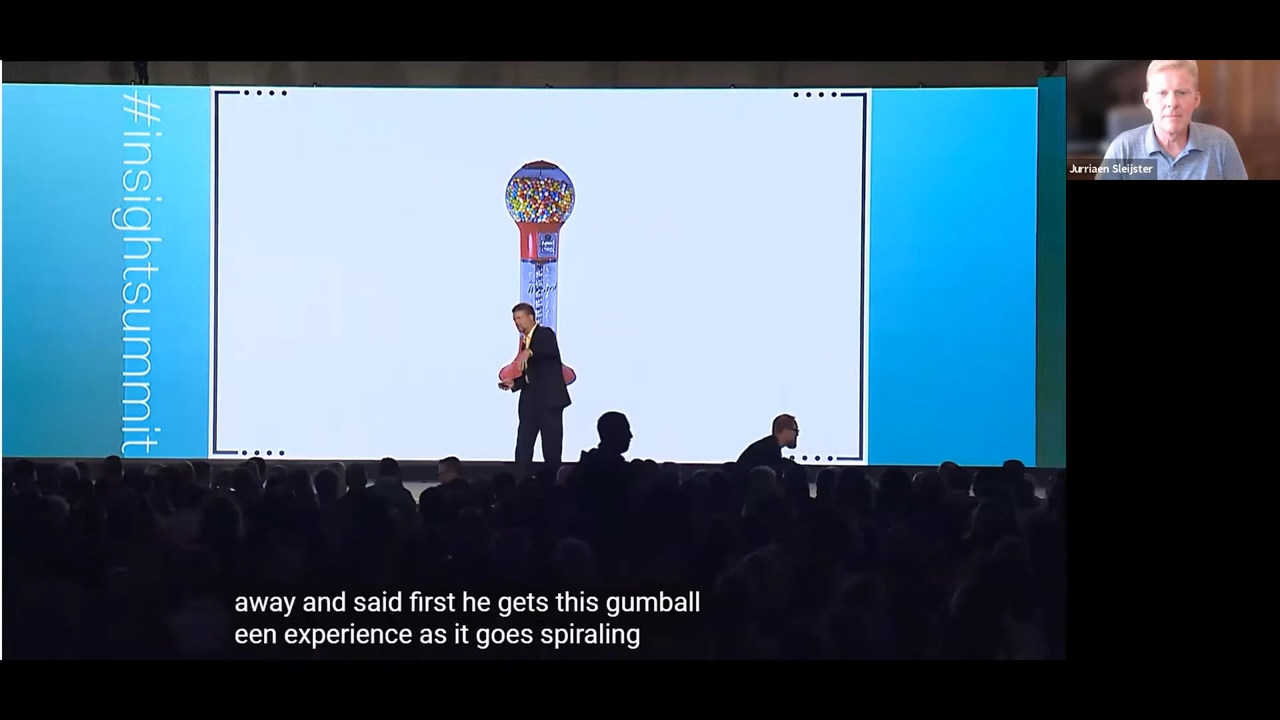 #insightsummit
Jurriaen Sleijster
away and said first he gets this gumball
een experience as it goes spiraling